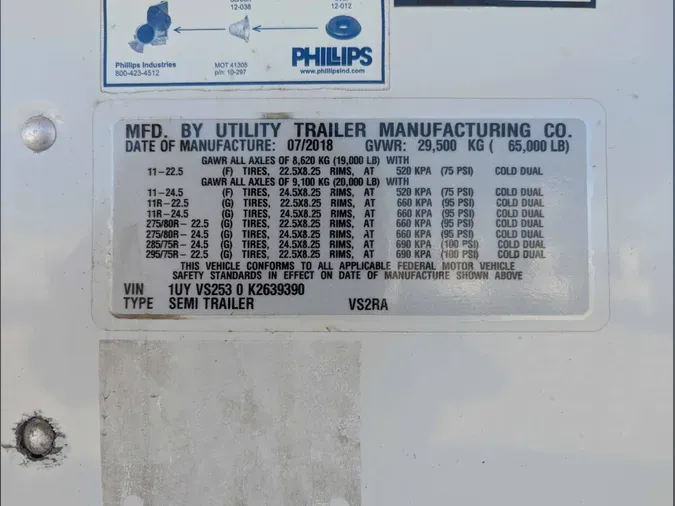 12-038 12-012
Phillips Industries MOT 41305 PHILLIPS
800-423-4512 p/n: 10-297 www.phillipsind.com
MFD. BY UTILITY TRAILER MANUFACTURING CO.
DATE OF MANUFACTURE: 07/2018 GVWR: 29,500 KG ( 65,000 LB)
GAWR ALL AXLES OF 8,620 KG (19,000 LB) WITH
11-22.5 (F) TIRES, 22.5X8.25 RIMS, AT 520 KPA (75 PSI) COLD DUAL
GAWR ALL AXLES OF 9,100 KG (20,000 LB) WITH
11-24.5 (F) TIRES, 24.5X8.25 RIMS, AT 520 KPA (75 PSI) COLD DUAL
11R-22.5 (G) TIRES, 22.5X8.25 RIMS, AT 660 KPA (95 PSI) COLD DUAL
11R-24.5 (G) TIRES, 24.5X8.25 RIMS, AT 660 KPA (95 PSI) COLD DUAL
275/80R- 22.5 (G) TIRES, 22.5X8.25 RIMS, AT 660 KPA (95 PSI) COLD DUAL
275/80R- 24.5 (G) TIRES, 24.5X8.25 RIMS, AT 660 KPA (95 PSI) COLD DUAL
285/75R- 24.5 (G) TIRES, 24.5X8.25 RIMS, AT 690 KPA (100 PSI) COLD DUAL
295/75R- 22.5 (G) TIRES, 22.5X8.25 RIMS, AT 690 KPA (100 PSI) COLD DUAL
THIS VEHICLE CONFORMS TO ALL APPLICABLE FEDERAL MOTOR VEHICLE
SAFETY STANDARDS IN EFFECT ON DATE OF MANUFACTURE SHOWN ABOVE
VIN 1UY VS253 0 K2639390
TYPE SEMI TRAILER VS2RA